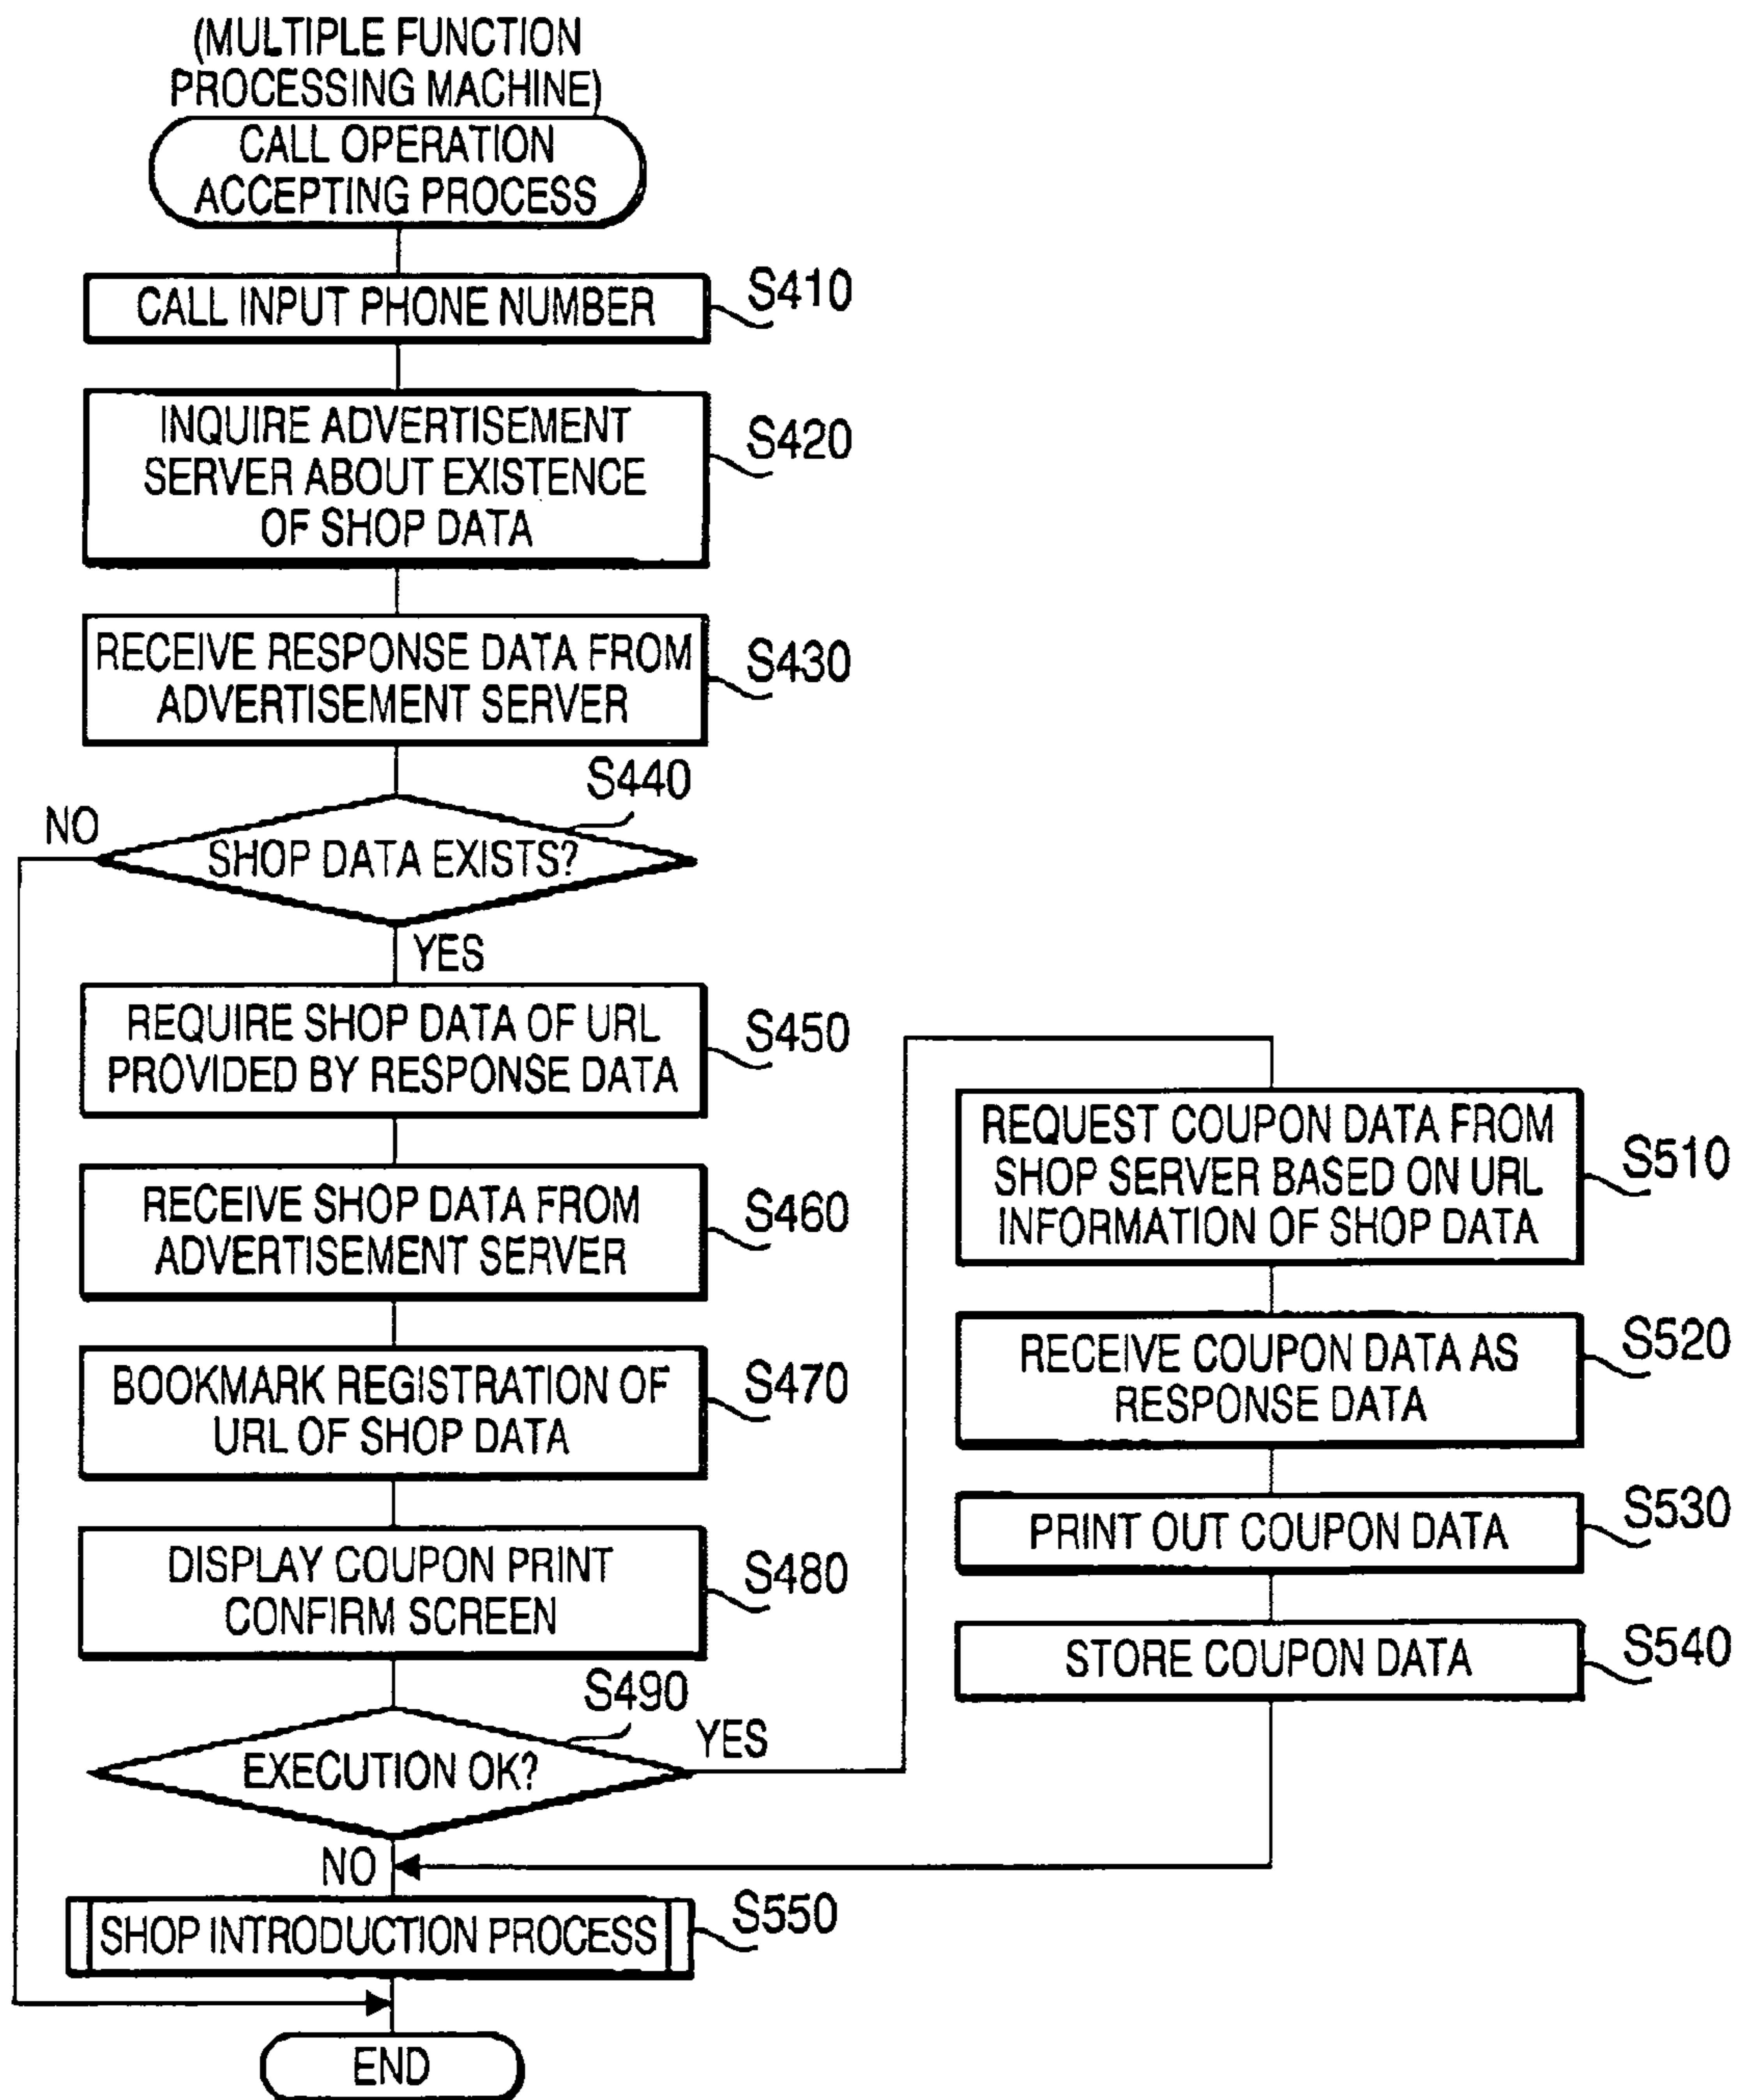 (MULTIPLE FUNCTION
PROCESSING MACHINE)
CALL OPERATION
ACCEPTING PROCESS
CALL INPUT PHONE NUMBER
S410
INQUIRE ADVERTISEMENT
SERVER ABOUT EXISTENCE
OF SHOP DATA
S420
RECEIVE RESPONSE DATA FROM
ADVERTISEMENT SERVER
S430
S440
NO
SHOP DATA EXISTS?
YES
REQUIRE SHOP DATA OF URL
PROVIDED BY RESPONSE DATA
S450
RECEIVE SHOP DATA FROM
ADVERTISEMENT SERVER
S460
BOOKMARK REGISTRATION OF
URL OF SHOP DATA
S470
DISPLAY COUPON PRINT
CONFIRM SCREEN
S480
S490
EXECUTION OK?
YES
NO
REQUEST COUPON DATA FROM
SHOP SERVER BASED ON URL
INFORMATION OF SHOP DATA
S510
RECEIVE COUPON DATA AS
RESPONSE DATA
S520
PRINT OUT COUPON DATA
S530
STORE COUPON DATA
S540
SHOP INTRODUCTION PROCESS
S550
END